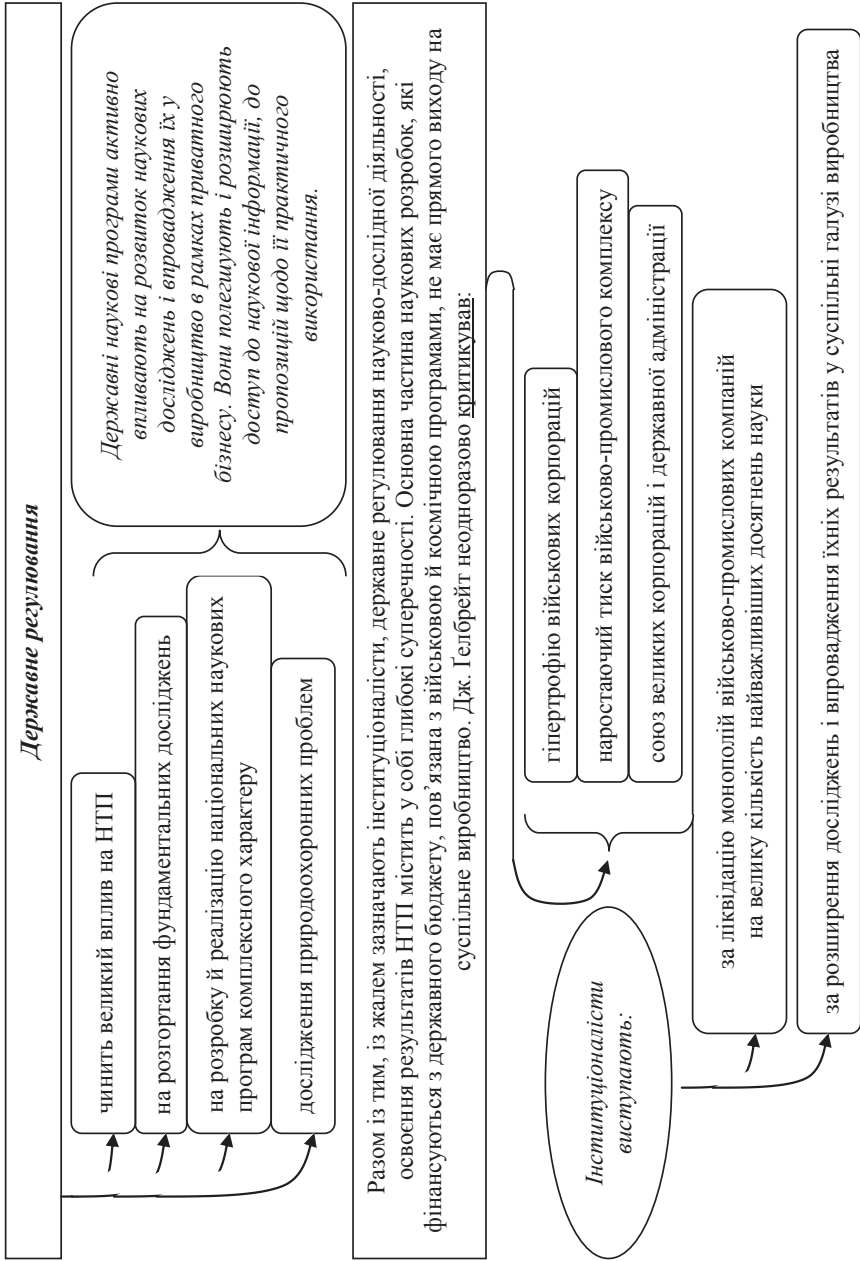 Державне регулювання
чинить великий вплив на НТП
на розгортання фундаментальних досліджень
на розробку й реалізацію національних наукових
програм комплексного характеру
дослідження природоохоронних проблем
Державні наукові програми активно
впливають на розвиток наукових
досліджень і впровадження їх у
виробництво в рамках приватного
бізнесу. Вони полегшують і розширюють
доступ до наукової інформації, до
пропозицій щодо її практичного
використання.
Разом із тим, із жалем зазначають інституціоналісти, державне регулювання науково-дослідної діяльності,
освоєння результатів НТП містить у собі глибокі суперечності. Основна частина наукових розробок, які
фінансуються з державного бюджету, пов’язана з військовою й космічною програмами, не має прямого виходу на
суспільне виробництво. Дж. Ґелбрейт неодноразово критикував:
гіпертрофію військових корпорацій
наростаючий тиск військово-промислового комплексу
союз великих корпорацій і державної адміністрації
Інституціоналісти
виступають:
за ліквідацію монополій військово-промислових компаній
на велику кількість найважливіших досягнень науки
за розширення досліджень і впровадження їхніх результатів у суспільні галузі виробництва